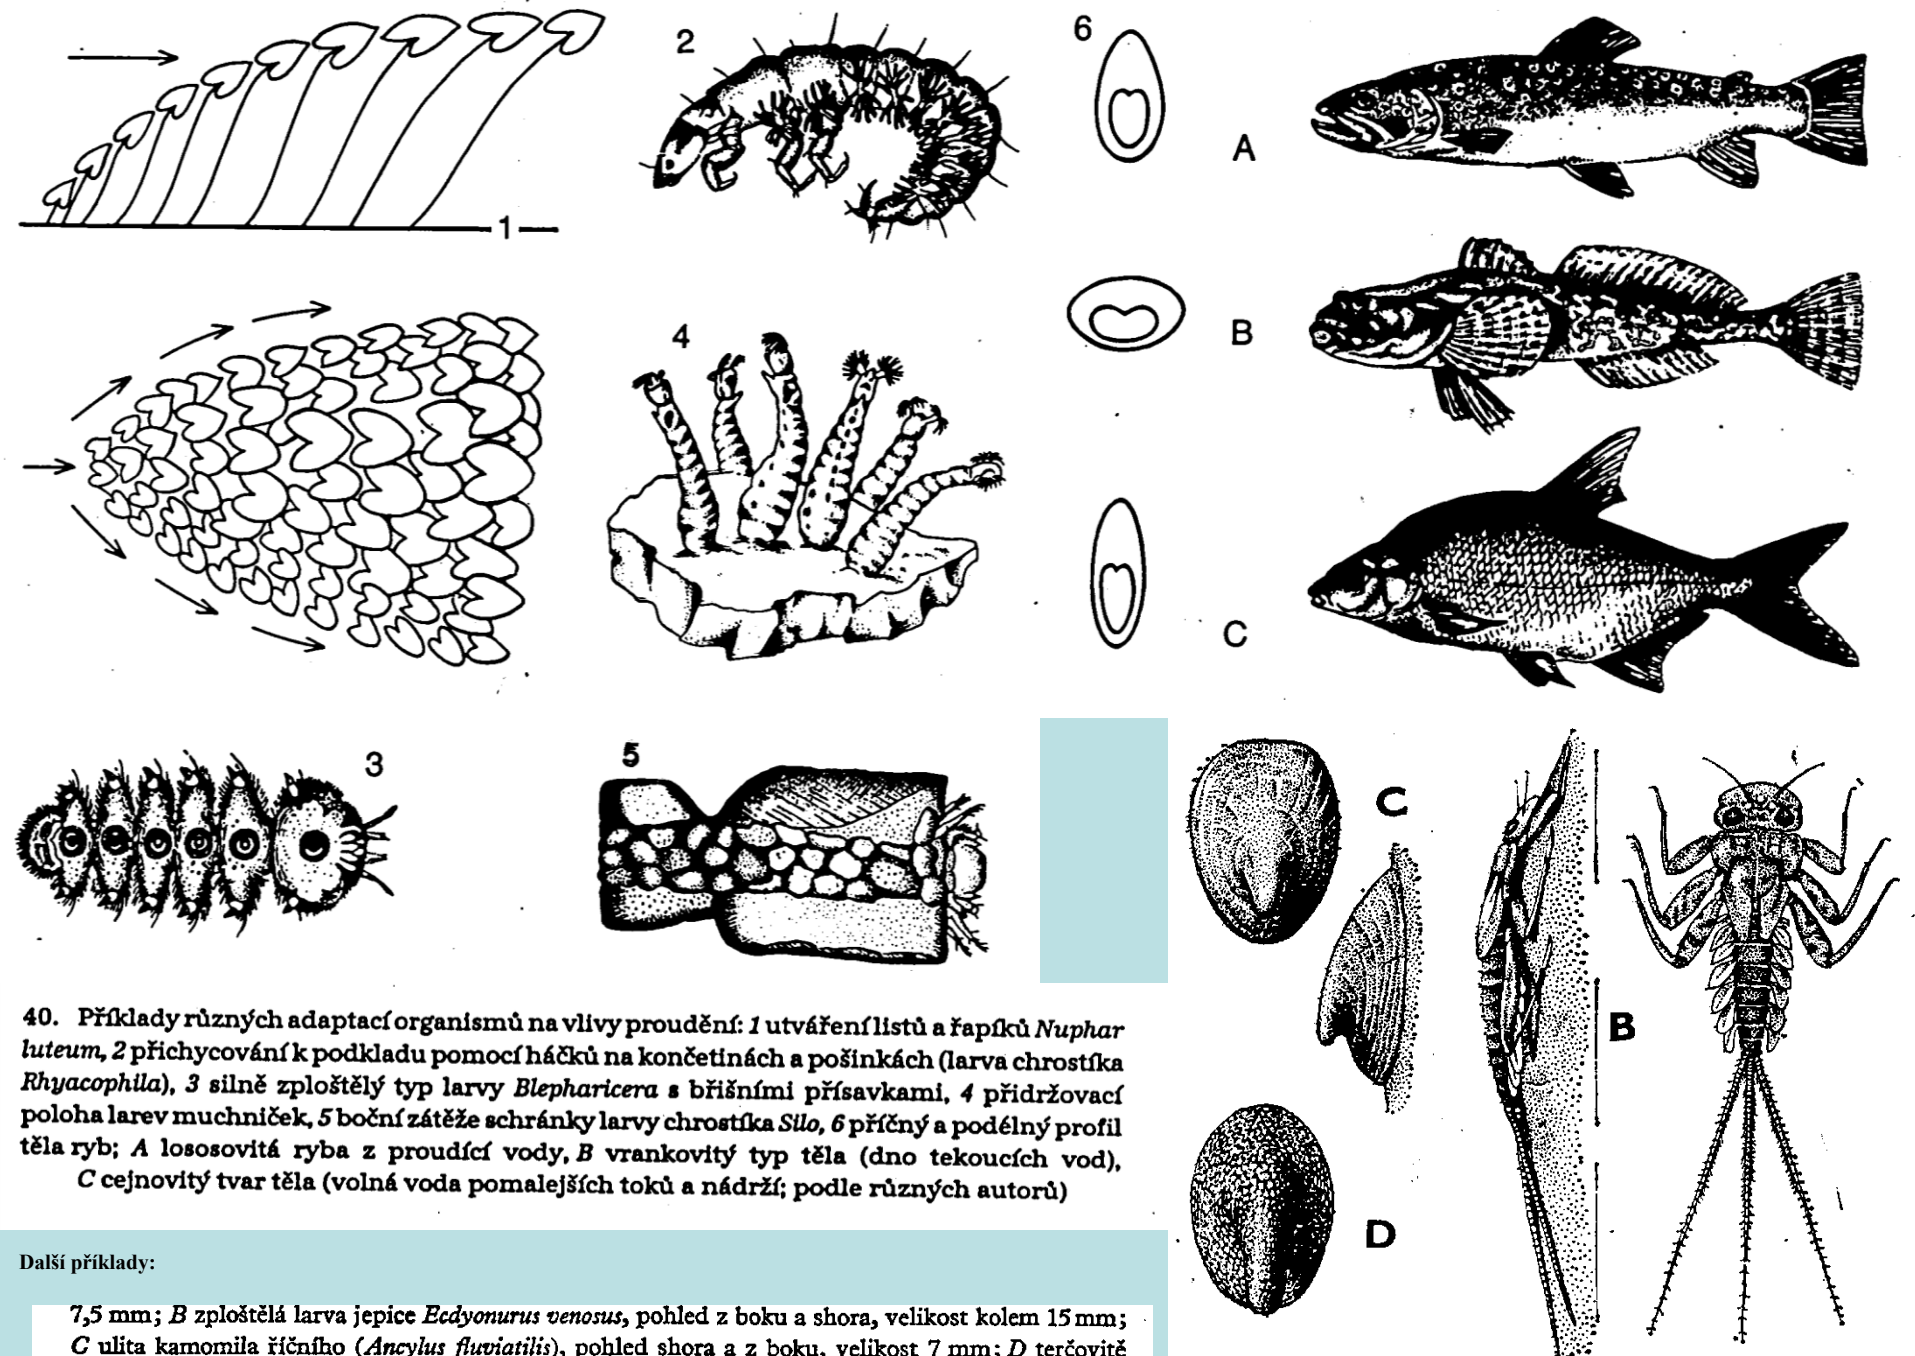 1
2
6
A
B
4
C
3
5
C
B
D
40. Příklady různých adaptací organismů na vlivy proudění: 1 utváření listů a řapíků Nuphar
luteum, 2 přichycování k podkladu pomocí háčků na končetinách a pošinkách (larva chrostíka
Rhyacophila), 3 silně zploštělý typ larvy Blepharicera s břišními přísavkami, 4 přidržovací
poloha larev muchniček, 5 boční zátěže schránky larvy chrostíka Silo, 6 příčný a podélný profil
těla ryb; A lososovitá ryba z proudící vody, B vrankovitý typ těla (dno tekoucích vod),
C cejnovitý tvar těla (volná voda pomalejších toků a nádrží; podle různých autorů)
Další příklady:
7,5 mm; B zploštělá larva jepice Ecdyonurus venosus, pohled z boku a shora, velikost kolem 15 mm;
C ulita kamomila říčního (Ancylus fluviatilis), pohled shora a z boku, velikost 7 mm; D terčovitě